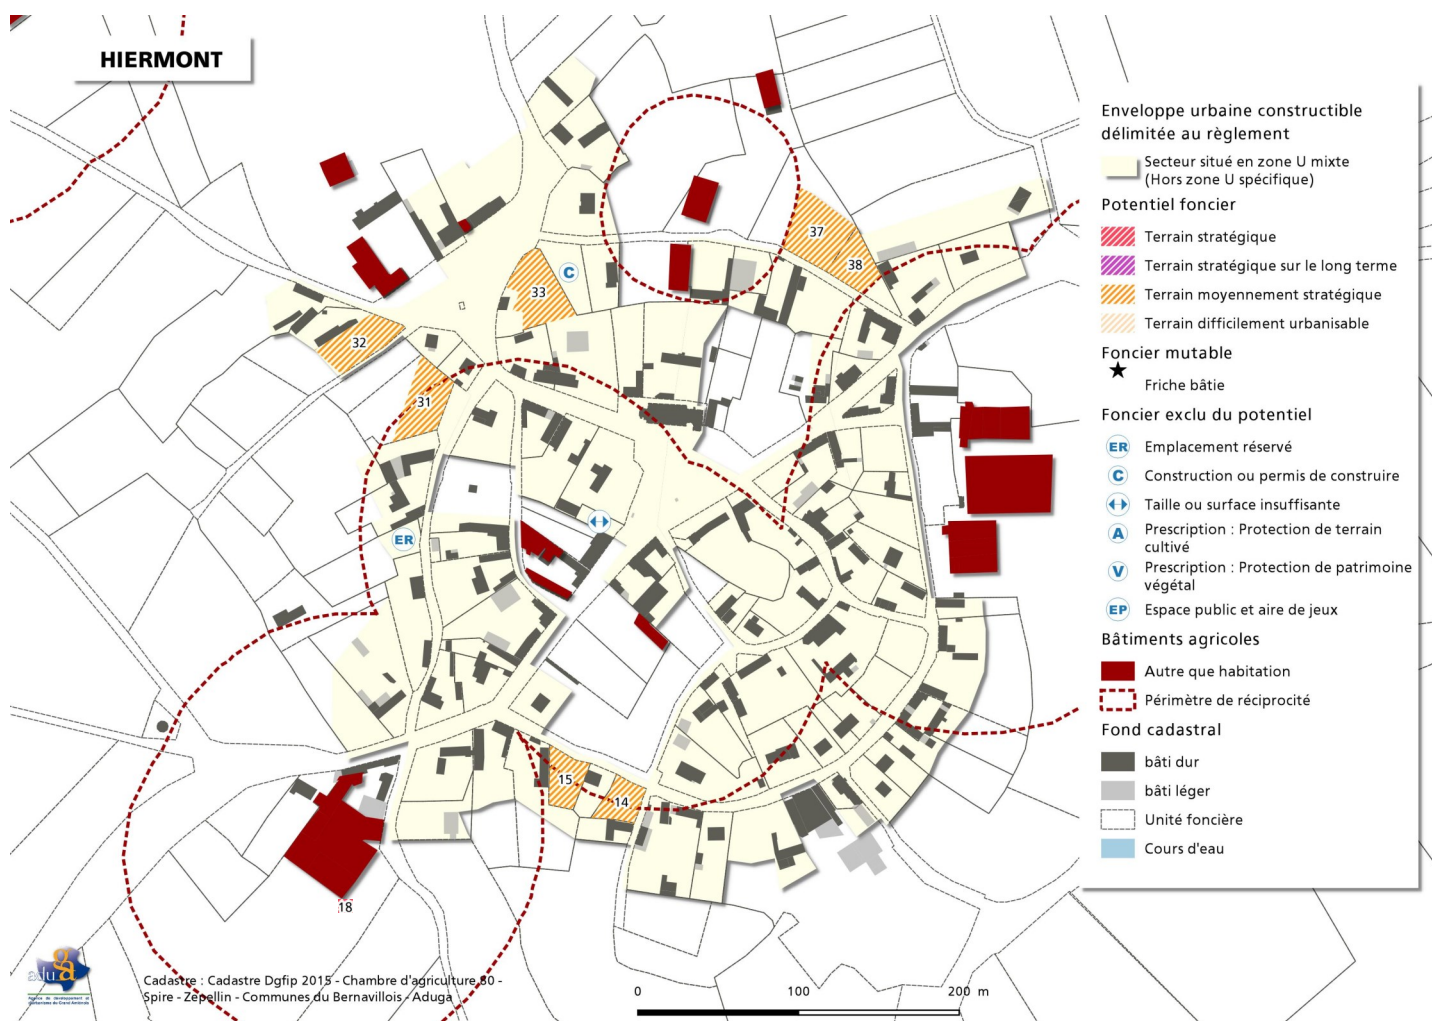 HIERMONT
Enveloppe urbaine constructible
délimitée au règlement
Secteur situé en zone U mixte
(Hors zone U spécifique)
Potentiel foncier
Terrain stratégique
Terrain stratégique sur le long terme
Terrain moyennement stratégique
Terrain difficilement urbanisable
Foncier mutable
Friche bâtie
Foncier exclu du potentiel
ER Emplacement réservé
C Construction ou permis de construire
Taille ou surface insuffisante
A Prescription : Protection de terrain
cultivé
V Prescription : Protection de patrimoine
végétal
EP Espace public et aire de jeux
Bâtiments agricoles
Autre que habitation
Périmètre de réciprocité
Fond cadastral
bâti dur
bâti léger
Unité foncière
Cours d'eau
37
38
C
33
32
31
ER
15
14
18
aduga
Cadastre : Cadastre Dgfip 2015 - Chambre d'agriculture 80 -
Spire - Zepellin - Communes du Bernavillois - Aduga
0 100 200 m